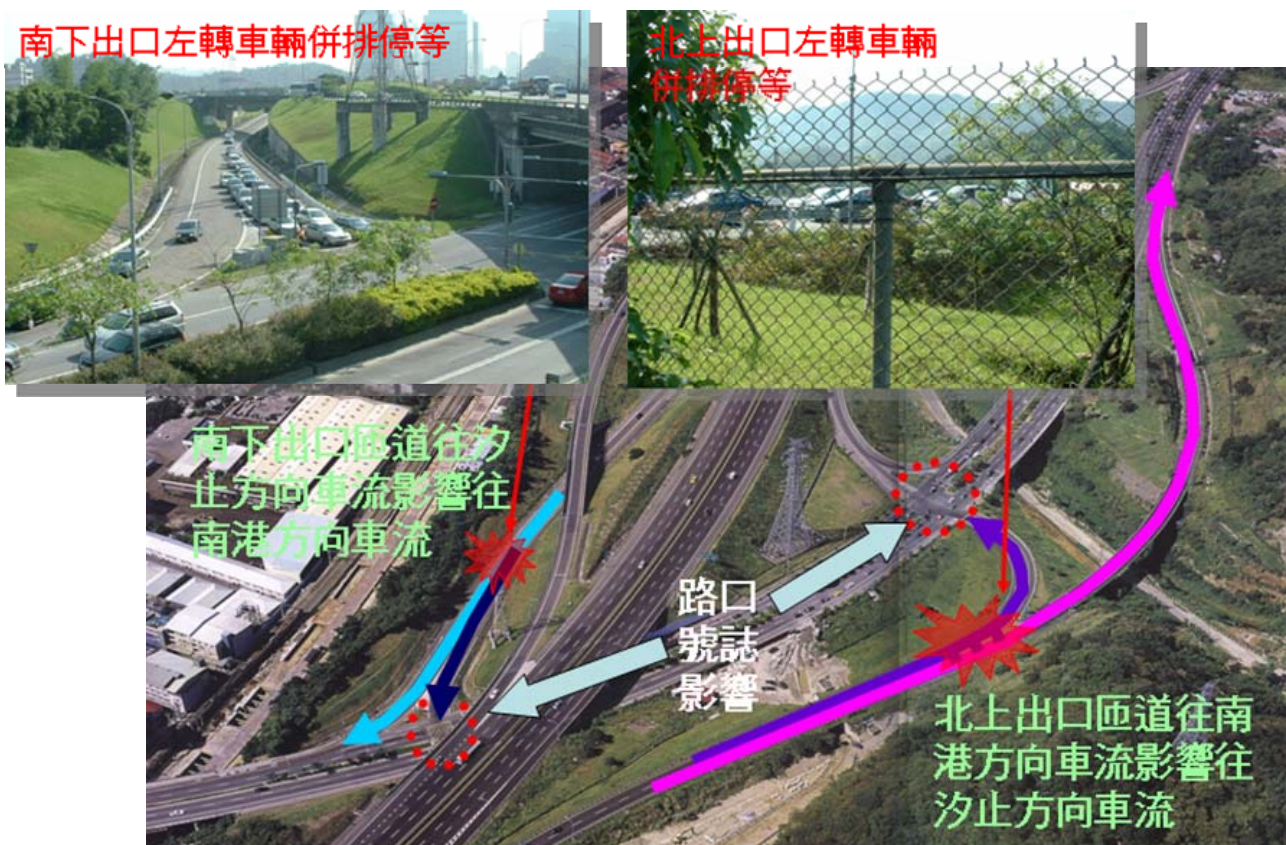 南下出口左轉車輛併排停等
北上出口左轉車輛
併排停等
南下出口匝道往汐
止方向車流影響往
南港方向車流
路口
號誌
影響
北上出口匝道往南
港方向車流影響往
汐止方向車流